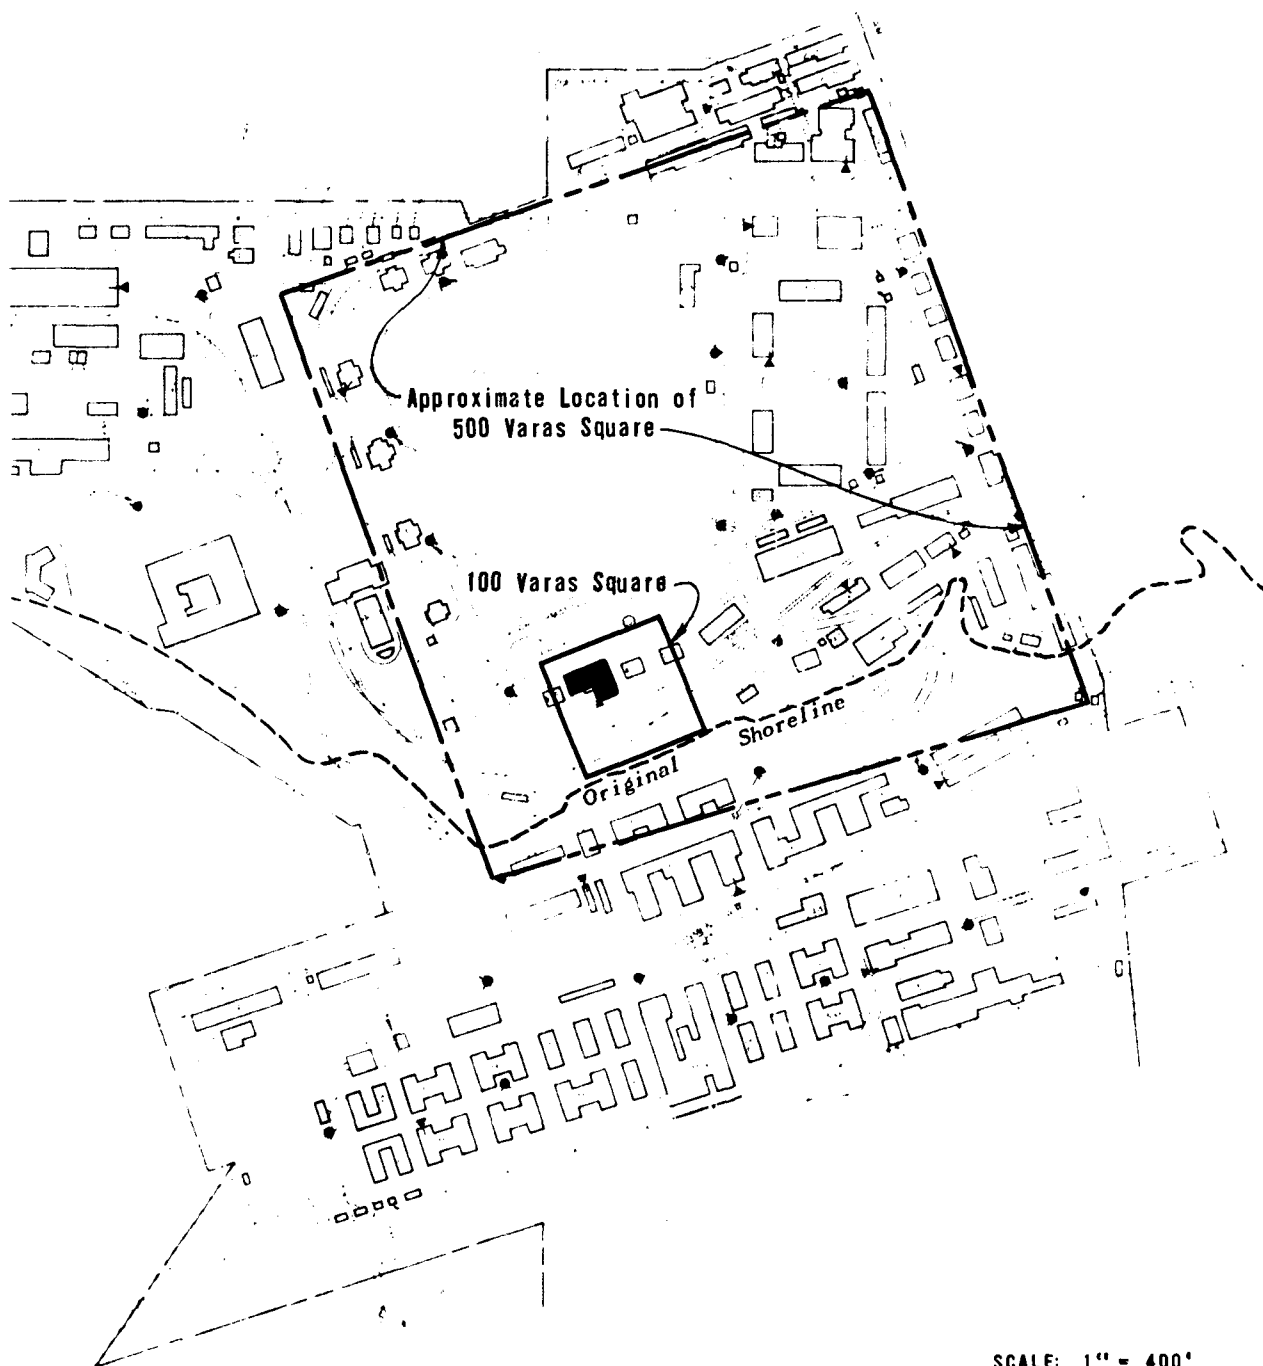 Approximate Location of
500 Varas Square
100 Varas Square
Original Shoreline
SCALE: 1" = 400'